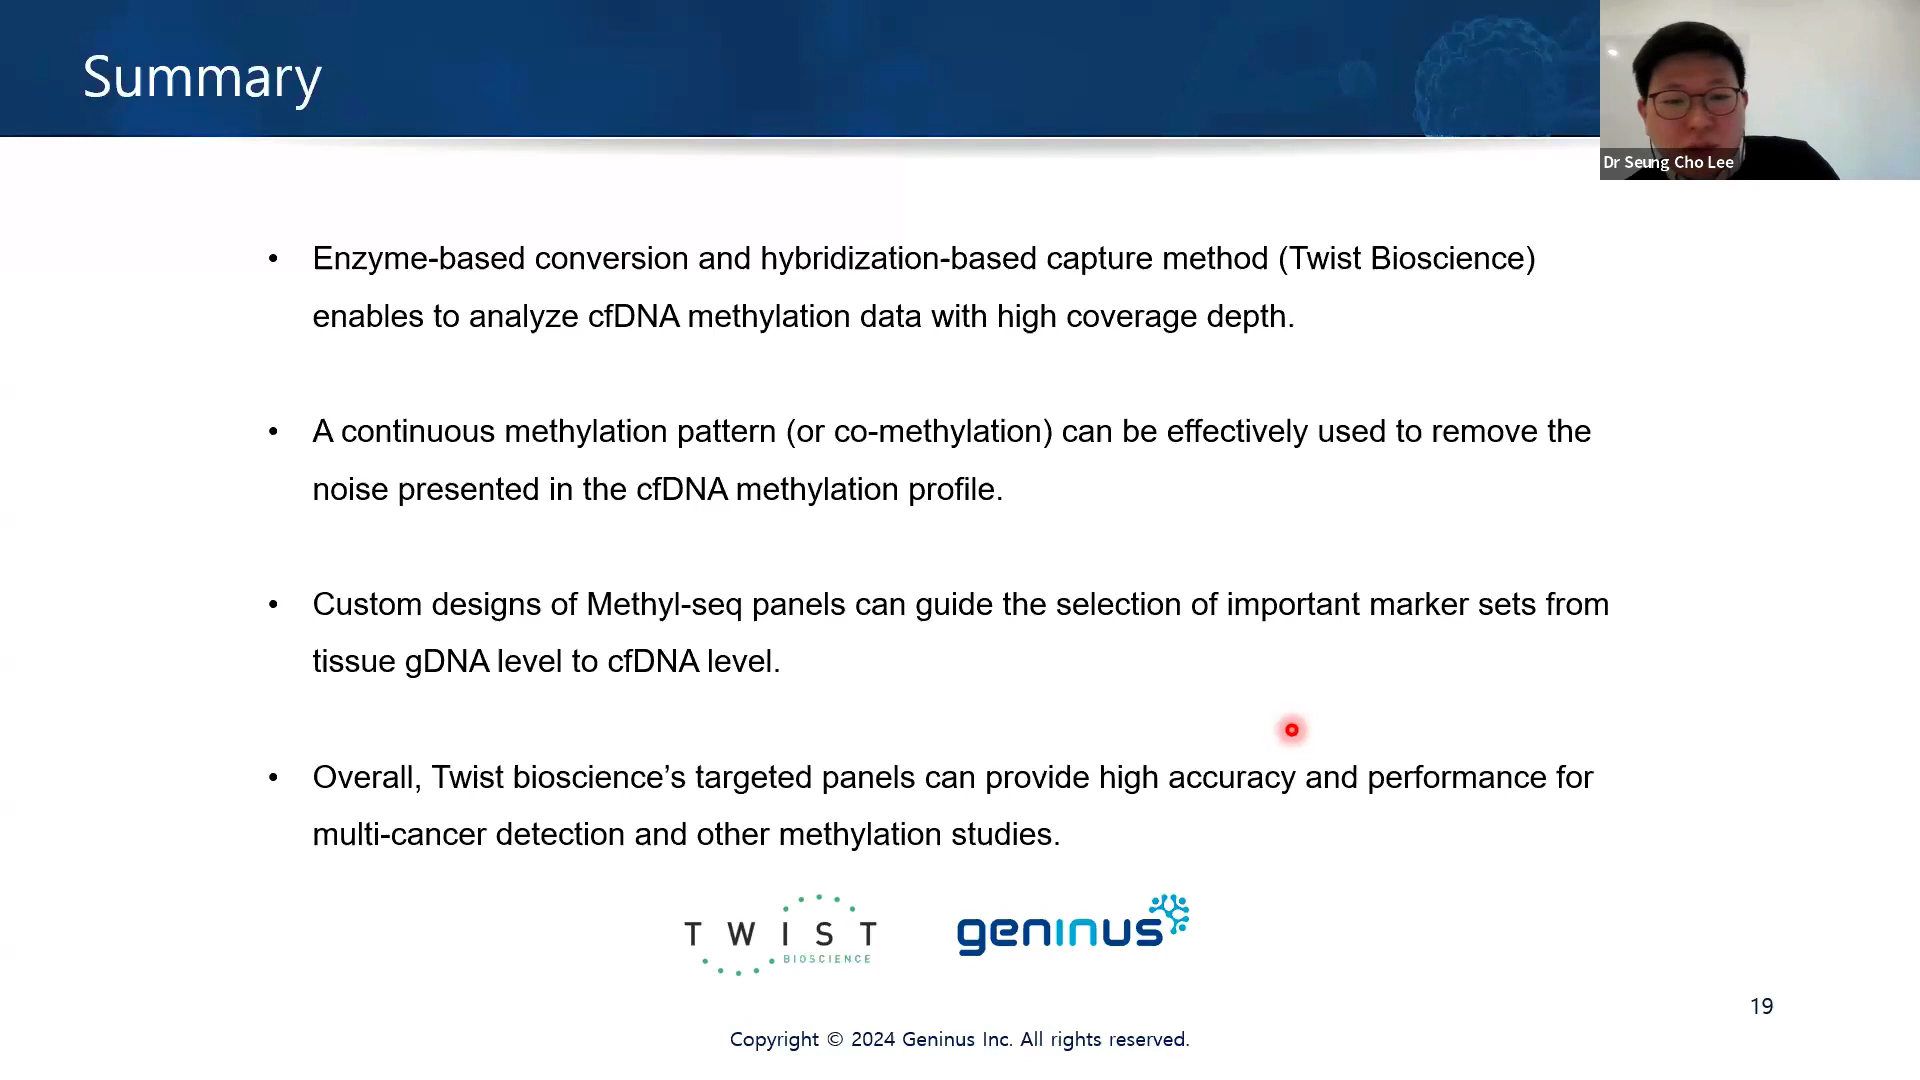 Summary
Dr Seung Cho Lee
• Enzyme-based conversion and hybridization-based capture method (Twist Bioscience)
enables to analyze cfDNA methylation data with high coverage depth.
• A continuous methylation pattern (or co-methylation) can be effectively used to remove the
noise presented in the cfDNA methylation profile.
• Custom designs of Methyl-seq panels can guide the selection of important marker sets from
tissue gDNA level to cfDNA level.
• Overall, Twist bioscience’s targeted panels can provide high accuracy and performance for
multi-cancer detection and other methylation studies.
TWIST
BIOSCIENCE
geninus
19
Copyright © 2024 Geninus Inc. All rights reserved.